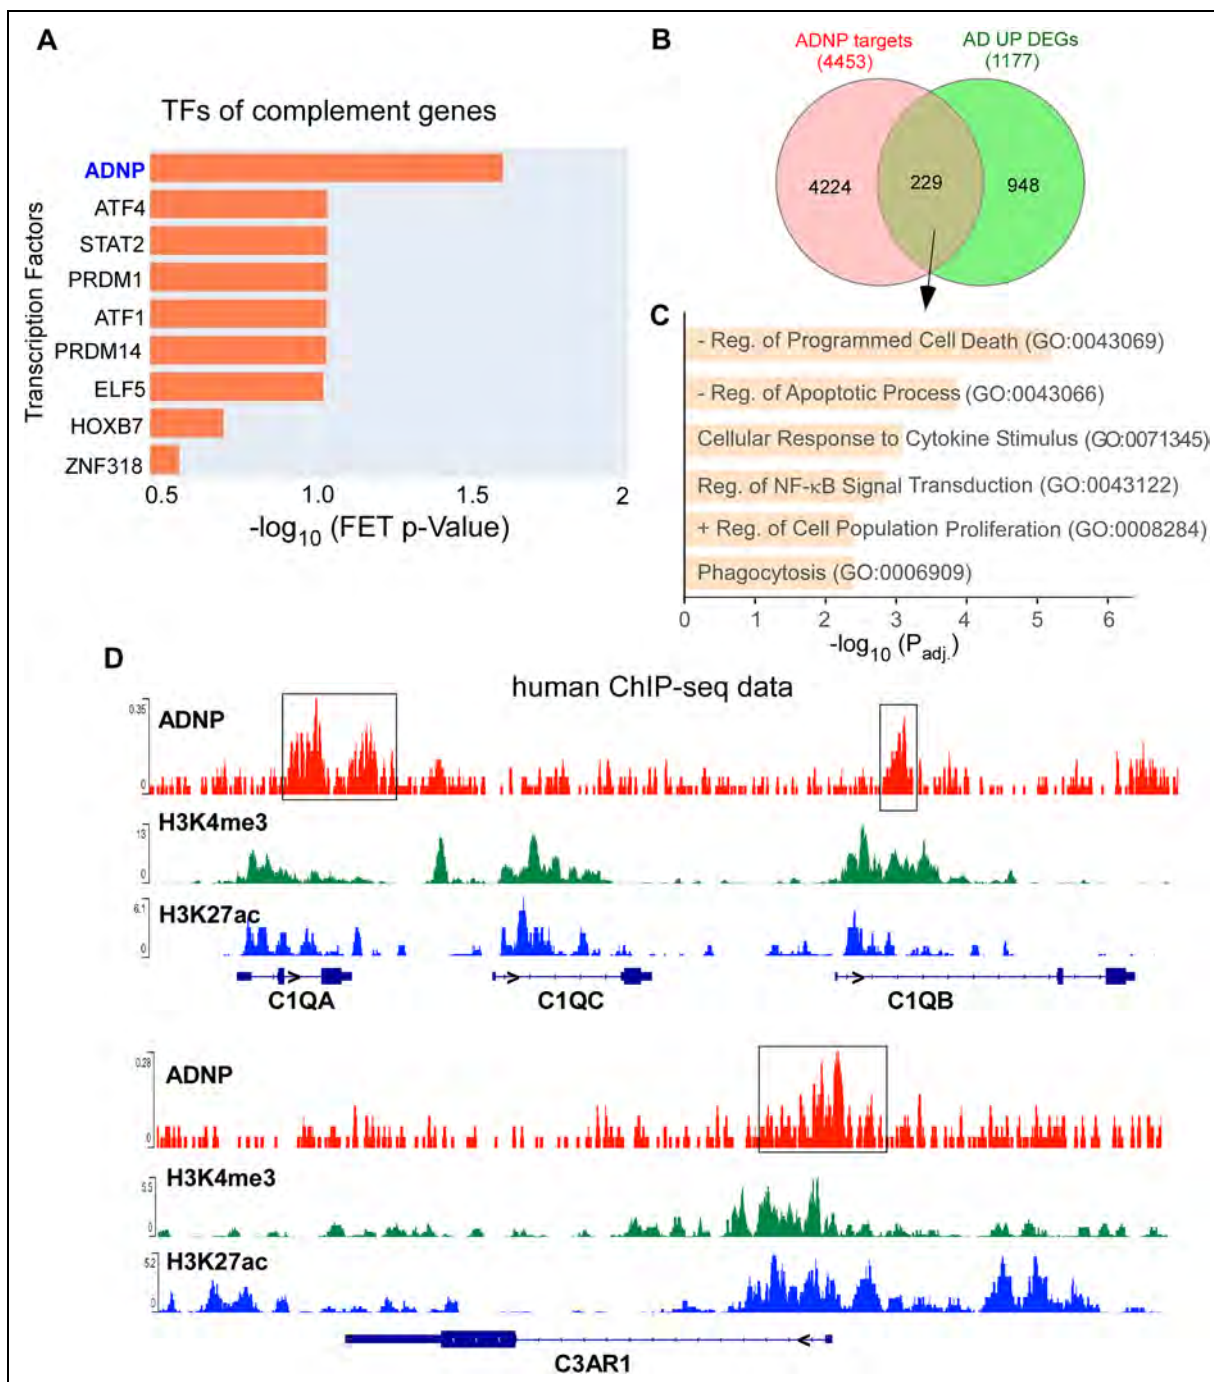 A
TFs of complement genes
Transcription Factors
ADNP
ATF4
STAT2
PRDM1
ATF1
PRDM14
ELF5
HOXB7
ZNF318
0.5 1.0 1.5 2
-log10 (FET p-Value)
B
ADNP targets
(4453)
AD UP DEGs
(1177)
4224 229 948
C
- Reg. of Programmed Cell Death (GO:0043069)
- Reg. of Apoptotic Process (GO:0043066)
Cellular Response to Cytokine Stimulus (GO:0071345)
Reg. of NF-κB Signal Transduction (GO:0043122)
+ Reg. of Cell Population Proliferation (GO:0008284)
Phagocytosis (GO:0006909)
0 1 2 3 4 5 6
-log10 (Padj.)
D
human ChIP-seq data
0.35
ADNP
0
H3K4me3
13
0
H3K27ac
6.1
0
C1QA C1QC C1QB
0.28
ADNP
0
H3K4me3
5.5
0
H3K27ac
5.2
0
C3AR1